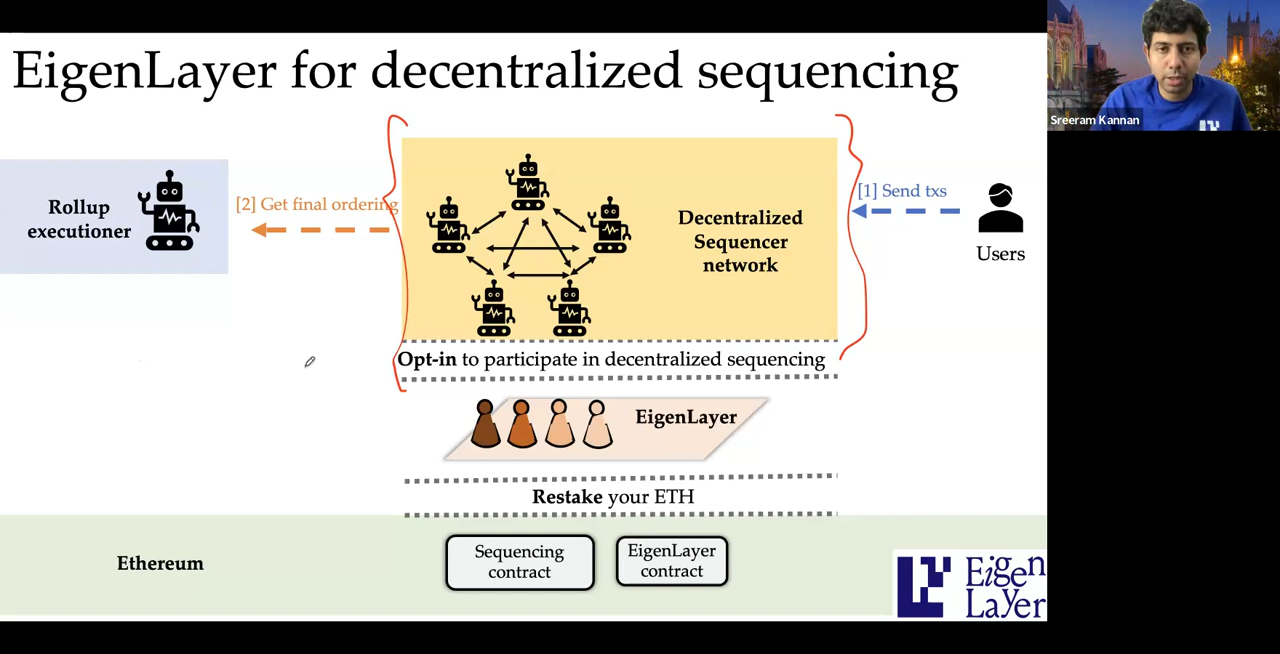 EigenLayer for decentralized sequencing
Sreeram Kannan
Rollup
executioner
[2] Get final ordering
Decentralized
Sequencer
network
[1] Send txs
Users
Opt-in to participate in decentralized sequencing
EigenLayer
Restake your ETH
Ethereum
Sequencing
contract
EigenLayer
contract
Eigen
Layer